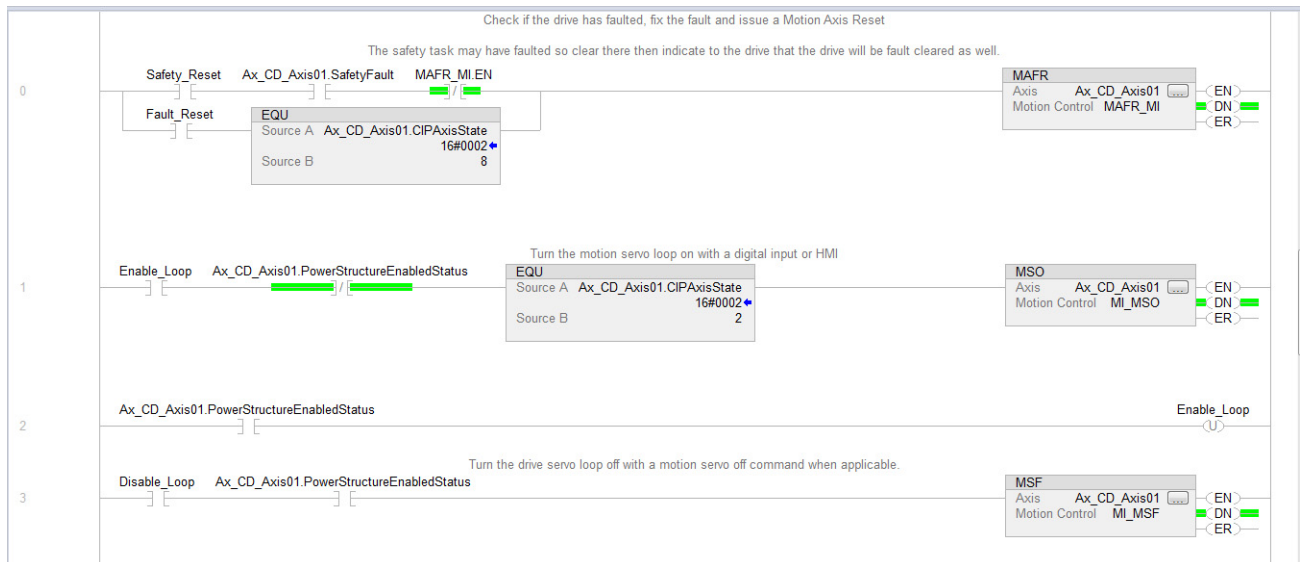 Check if the drive has faulted, fix the fault and issue a Motion Axis Reset
The safety task may have faulted so clear there then indicate to the drive that the drive will be fault cleared as well.
0
Safety_Reset Ax_CD_Axis01.SafetyFault MAFR_MI.EN
MAFR
Axis Ax_CD_Axis01 ... EN
Motion Control MAFR_MI DN
ER
Fault_Reset
EQU
Source A Ax_CD_Axis01.CIPAxisState
16#0002
Source B 8
Turn the motion servo loop on with a digital input or HMI
1
Enable_Loop Ax_CD_Axis01.PowerStructureEnabledStatus
EQU
Source A Ax_CD_Axis01.CIPAxisState
16#0002
Source B 2
MSO
Axis Ax_CD_Axis01 ... EN
Motion Control MI_MSO DN
ER
2
Ax_CD_Axis01.PowerStructureEnabledStatus
Enable_Loop
U
Turn the drive servo loop off with a motion servo off command when applicable.
3
Disable_Loop Ax_CD_Axis01.PowerStructureEnabledStatus
MSF
Axis Ax_CD_Axis01 ... EN
Motion Control MI_MSF DN
ER